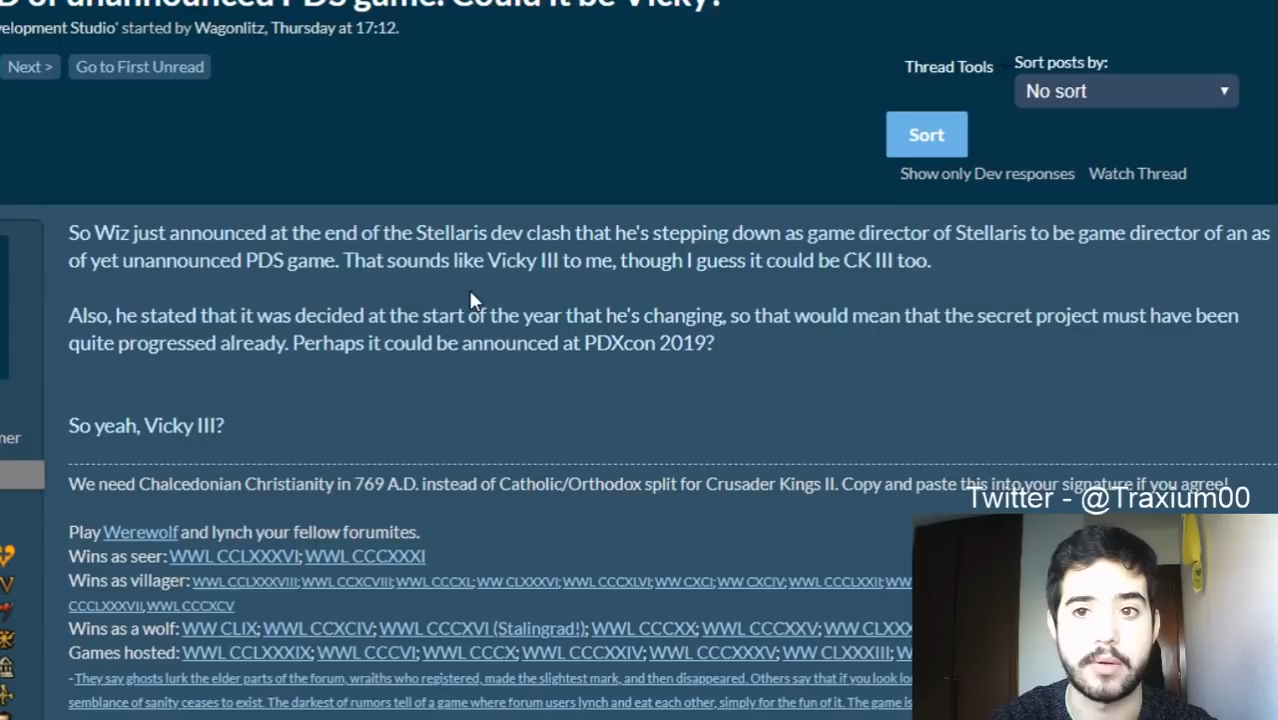 D of unannounced PDS game. Could it be Vicky?
velopment Studio' started by Wagonlitz, Thursday at 17:12.
Next > Go to First Unread
Thread Tools
Sort posts by:
No sort
Sort
Show only Dev responses Watch Thread
So Wiz just announced at the end of the Stellaris dev clash that he's stepping down as game director of Stellaris to be game director of an as
of yet unannounced PDS game. That sounds like Vicky III to me, though I guess it could be CK III too.
Also, he stated that it was decided at the start of the year that he's changing, so that would mean that the secret project must have been
quite progressed already. Perhaps it could be announced at PDXcon 2019?
So yeah, Vicky III?
ner
We need Chalcedonian Christianity in 769 A.D. instead of Catholic/Orthodox split for Crusader Kings II. Copy and paste this into your signature if you agree!
Twitter - @Traxium00
Play Werewolf and lynch your fellow forumites.
Wins as seer: WWL CCLXXXVI; WWL CCCXXXI
Wins as villager: WWL CCLXXXVIII; WWL CCXCVIII; WWL CCCXL; WW CLXXXVI; WWL CCCXLVI; WW CXCI; WW CXCIV; WWL CCCLXXII; WW
CCCLXXXVII, WWL CCCXCV
Wins as a wolf: WW CLIX; WWL CCXCIV; WWL CCCXVI (Stalingrad!); WWL CCCXX; WWL CCCXXV; WW CLXXX
Games hosted: WWL CCLXXXIX; WWL CCCVI; WWL CCCX; WWL CCCXXIV; WWL CCCXXXV; WW CLXXXIII; W
-They say ghosts lurk the elder parts of the forum, wraiths who registered, made the slightest mark, and then disappeared. Others say that if you look lo
semblance of sanity ceases to exist. The darkest of rumors tell of a game where forum users lynch and eat each other, simply for the fun of it. The game is